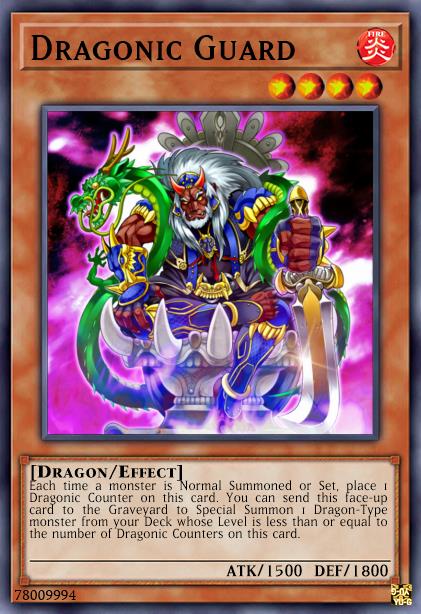 DRAGONIC GUARD
FIRE
炎
[DRAGON/EFFECT]
Each time a monster is Normal Summoned or Set, place 1
Dragonic Counter on this card. You can send this face-up
card to the Graveyard to Special Summon 1 Dragon-Type
monster from your Deck whose Level is less than or equal to
the number of Dragonic Counters on this card.
ATK/1500 DEF/1800
78009994